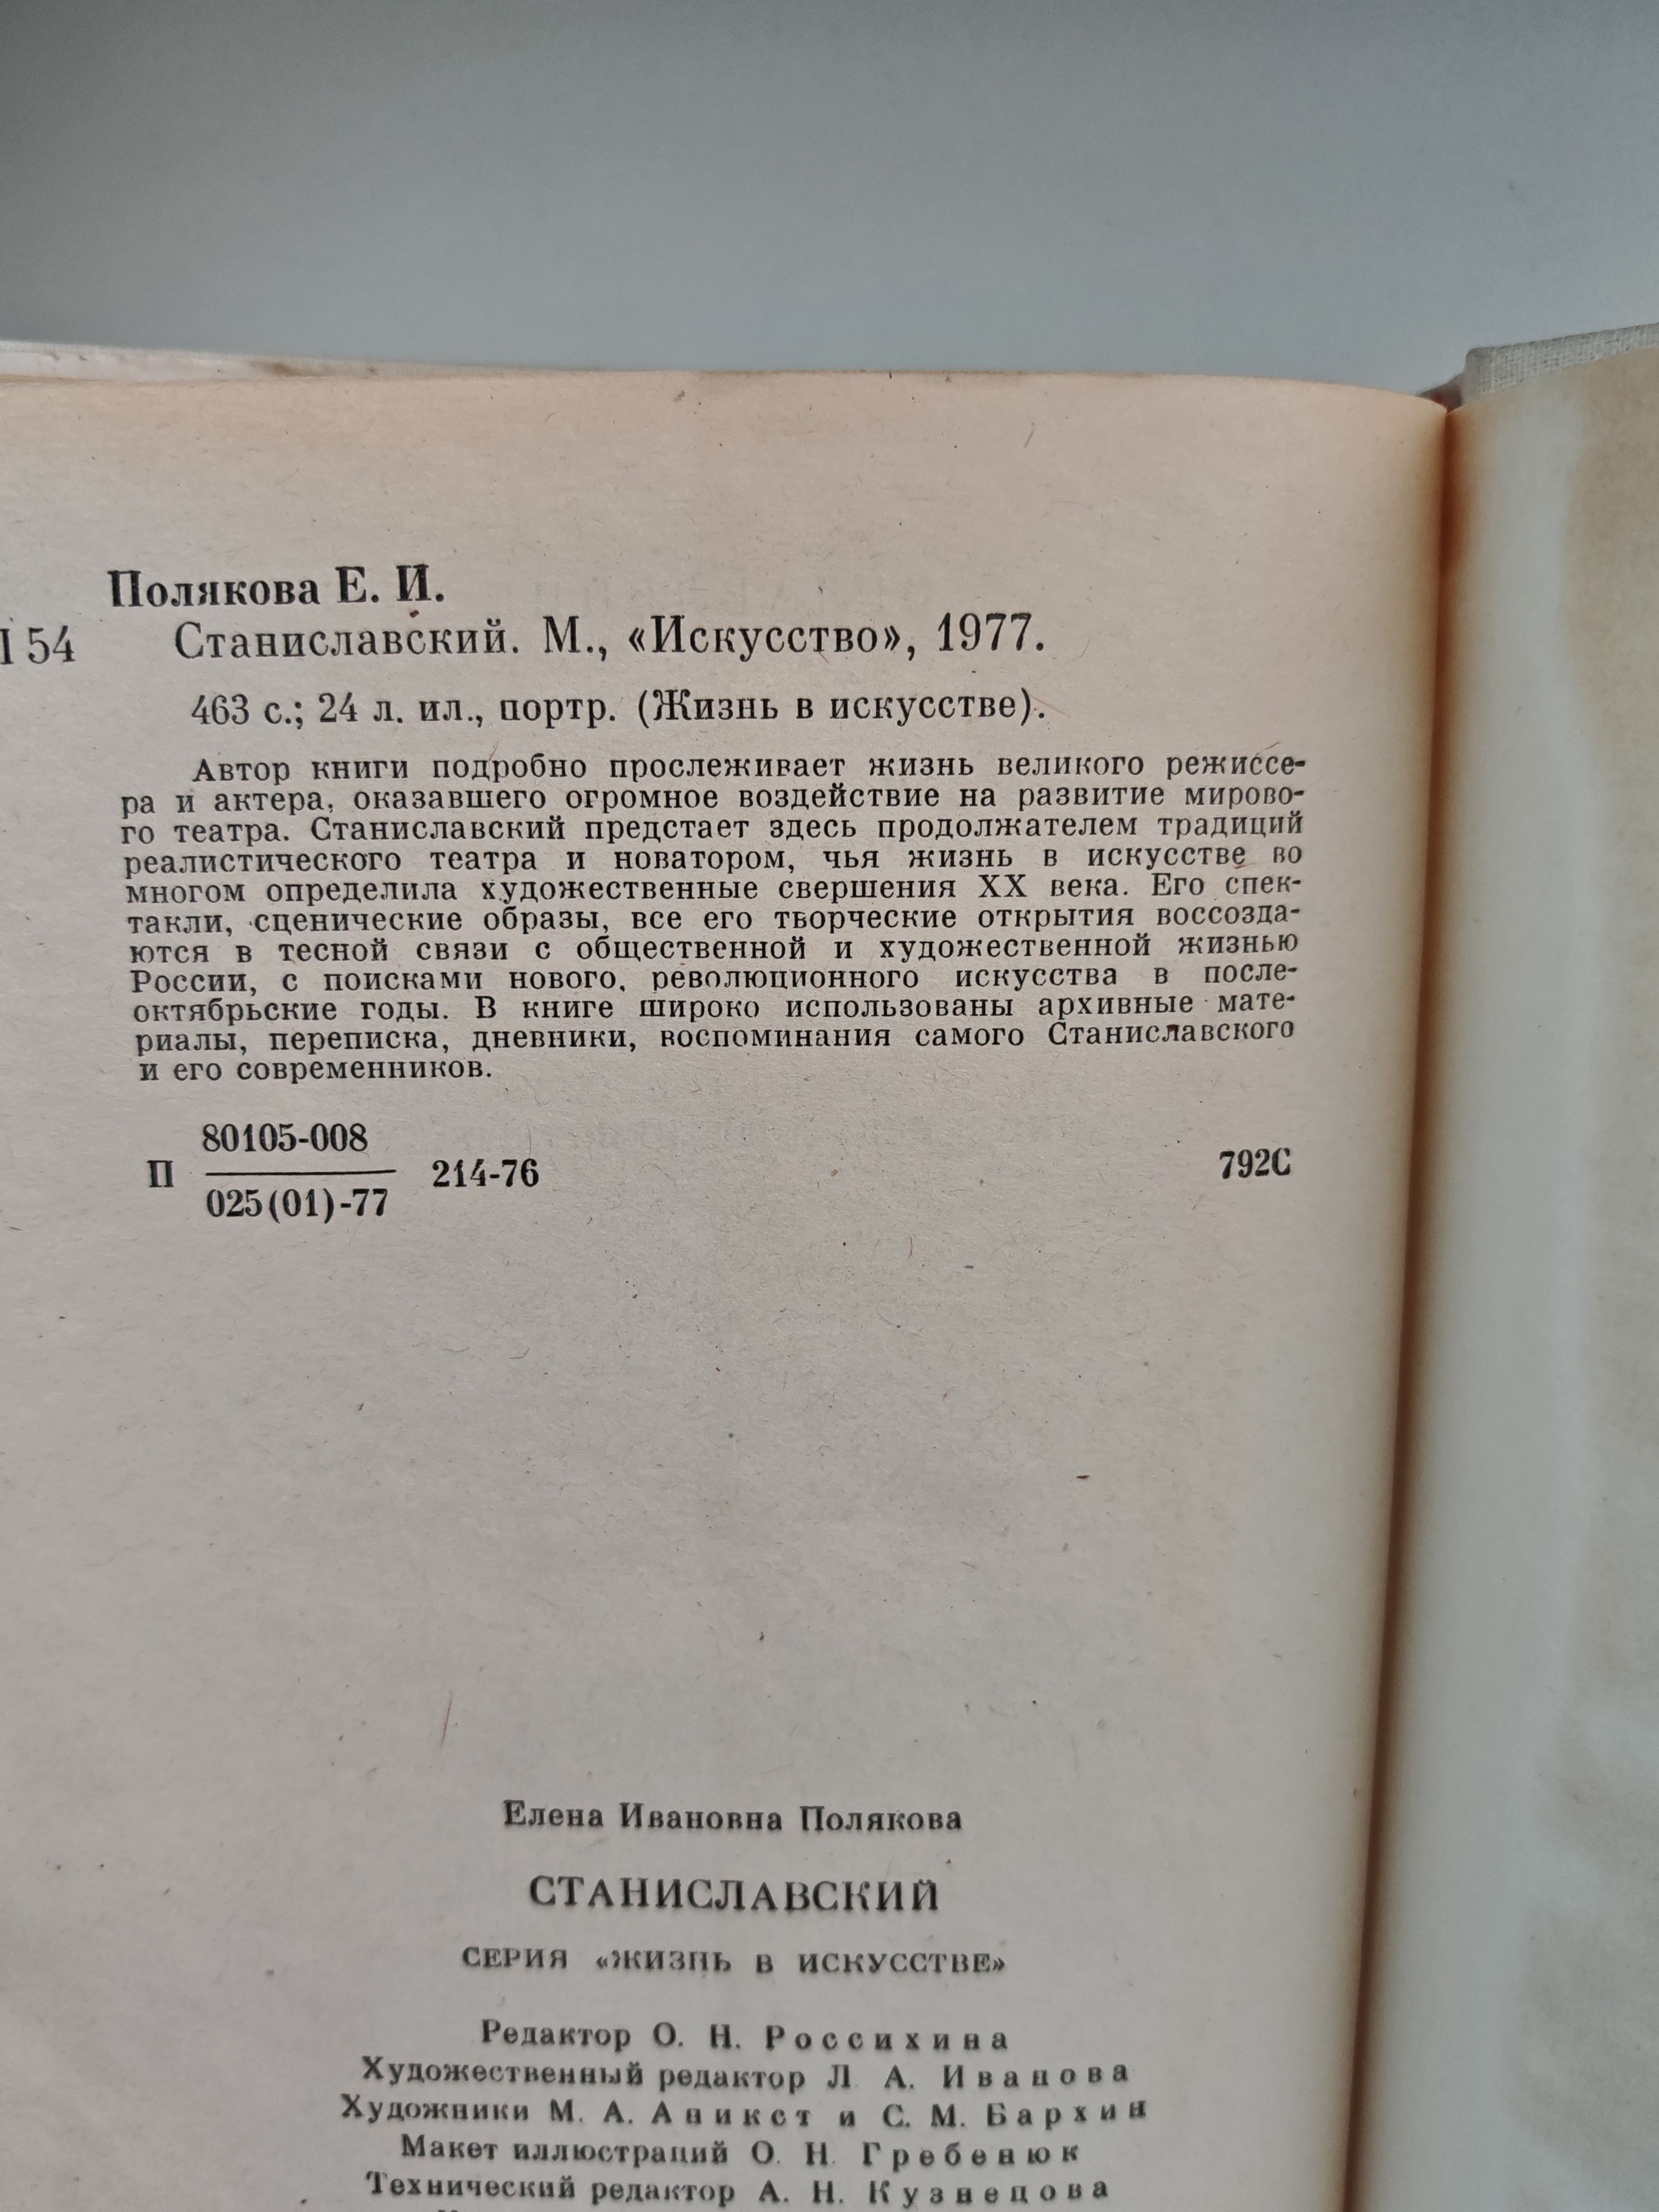 Полякова Е. И.
54 Станиславский. М., «Искусство», 1977.
463 с.; 24 л. ил., портр. (Жизнь в искусстве).
Автор книги подробно прослеживает жизнь великого режиссе-
ра и актера, оказавшего огромное воздействие на развитие мирово-
го театра. Станиславский предстает здесь продолжателем традиций
реалистического театра и новатором, чья жизнь в искусстве во
многом определила художественные свершения XX века. Его спек-
такли, сценические образы, все его творческие открытия воссозда-
ются в тесной связи с общественной и художественной жизнью
России, с поисками нового, революционного искусства в после-
октябрьские годы. В книге широко использованы архивные мате-
риалы, переписка, дневники, воспоминания самого Станиславского
и его современников.
80105-008
П 214-76 792С
025(01)-77
Елена Ивановна Полякова
СТАНИСЛАВСКИЙ
СЕРИЯ «ЖИЗНЬ В ИСКУССТВЕ»
Редактор О. Н. Россихина
Художественный редактор Л. А. Иванова
Художники М. А. Аникст и С. М. Бархин
Макет иллюстраций О. Н. Гребенюк
Технический редактор А. Н. Кузнецова